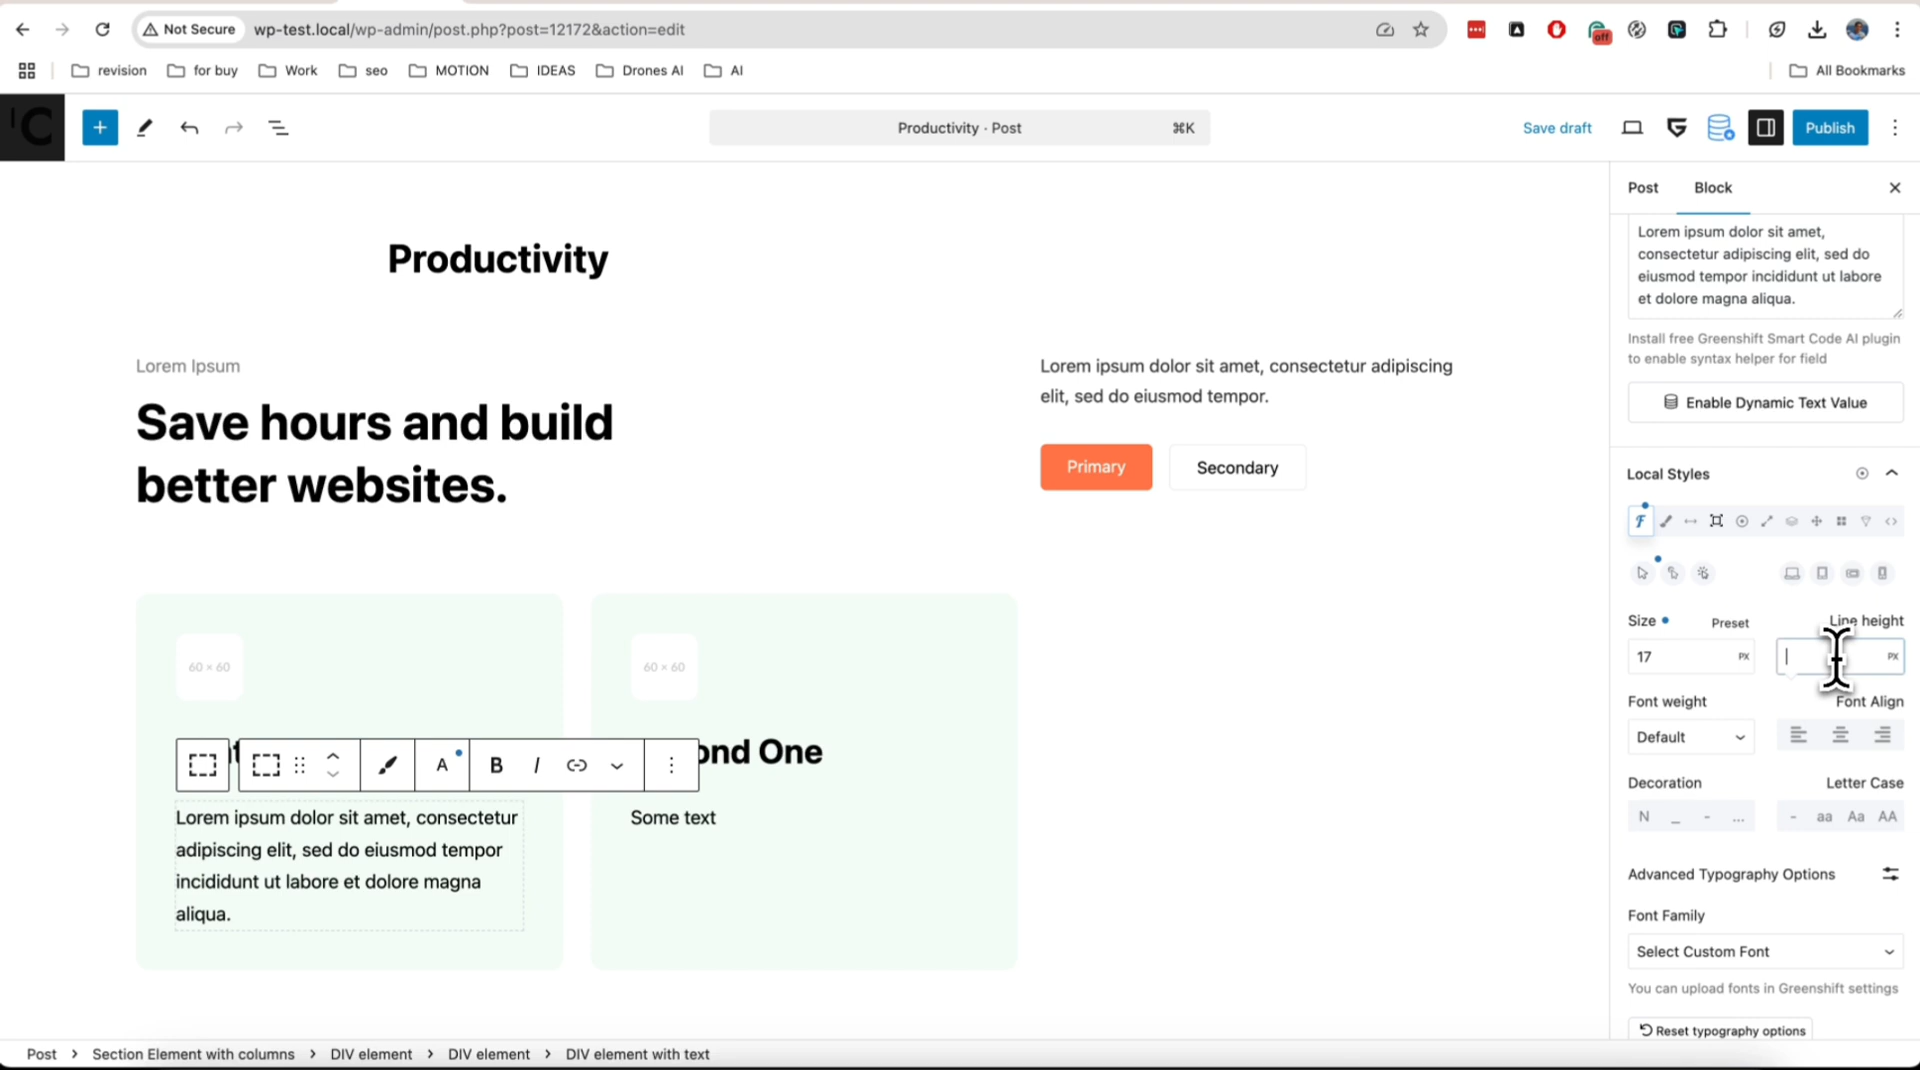 Not Secure
wp-test.local/wp-admin/post.php?post=12172&action=edit
off
revision
for buy
Work
seo
MOTION
IDEAS
Drones AI
AI
All Bookmarks
Productivity · Post
⌘K
Save draft
Publish
Post
Block
Productivity
Lorem Ipsum
Save hours and build
better websites.
Lorem ipsum dolor sit amet, consectetur adipiscing
elit, sed do eiusmod tempor.
Primary
Secondary
60 × 60
60 × 60
ond One
A
B
I
Lorem ipsum dolor sit amet, consectetur
adipiscing elit, sed do eiusmod tempor
incididunt ut labore et dolore magna
aliqua.
Some text
Lorem ipsum dolor sit amet,
consectetur adipiscing elit, sed do
eiusmod tempor incididunt ut labore
et dolore magna aliqua.
Install free Greenshift Smart Code AI plugin
to enable syntax helper for field
Enable Dynamic Text Value
Local Styles
Size
Preset
Line height
17
PX
PX
Font weight
Font Align
Default
Decoration
Letter Case
N _ - ...
- aa Aa AA
Advanced Typography Options
Font Family
Select Custom Font
You can upload fonts in Greenshift settings
Reset typography options
Post > Section Element with columns > DIV element > DIV element > DIV element with text